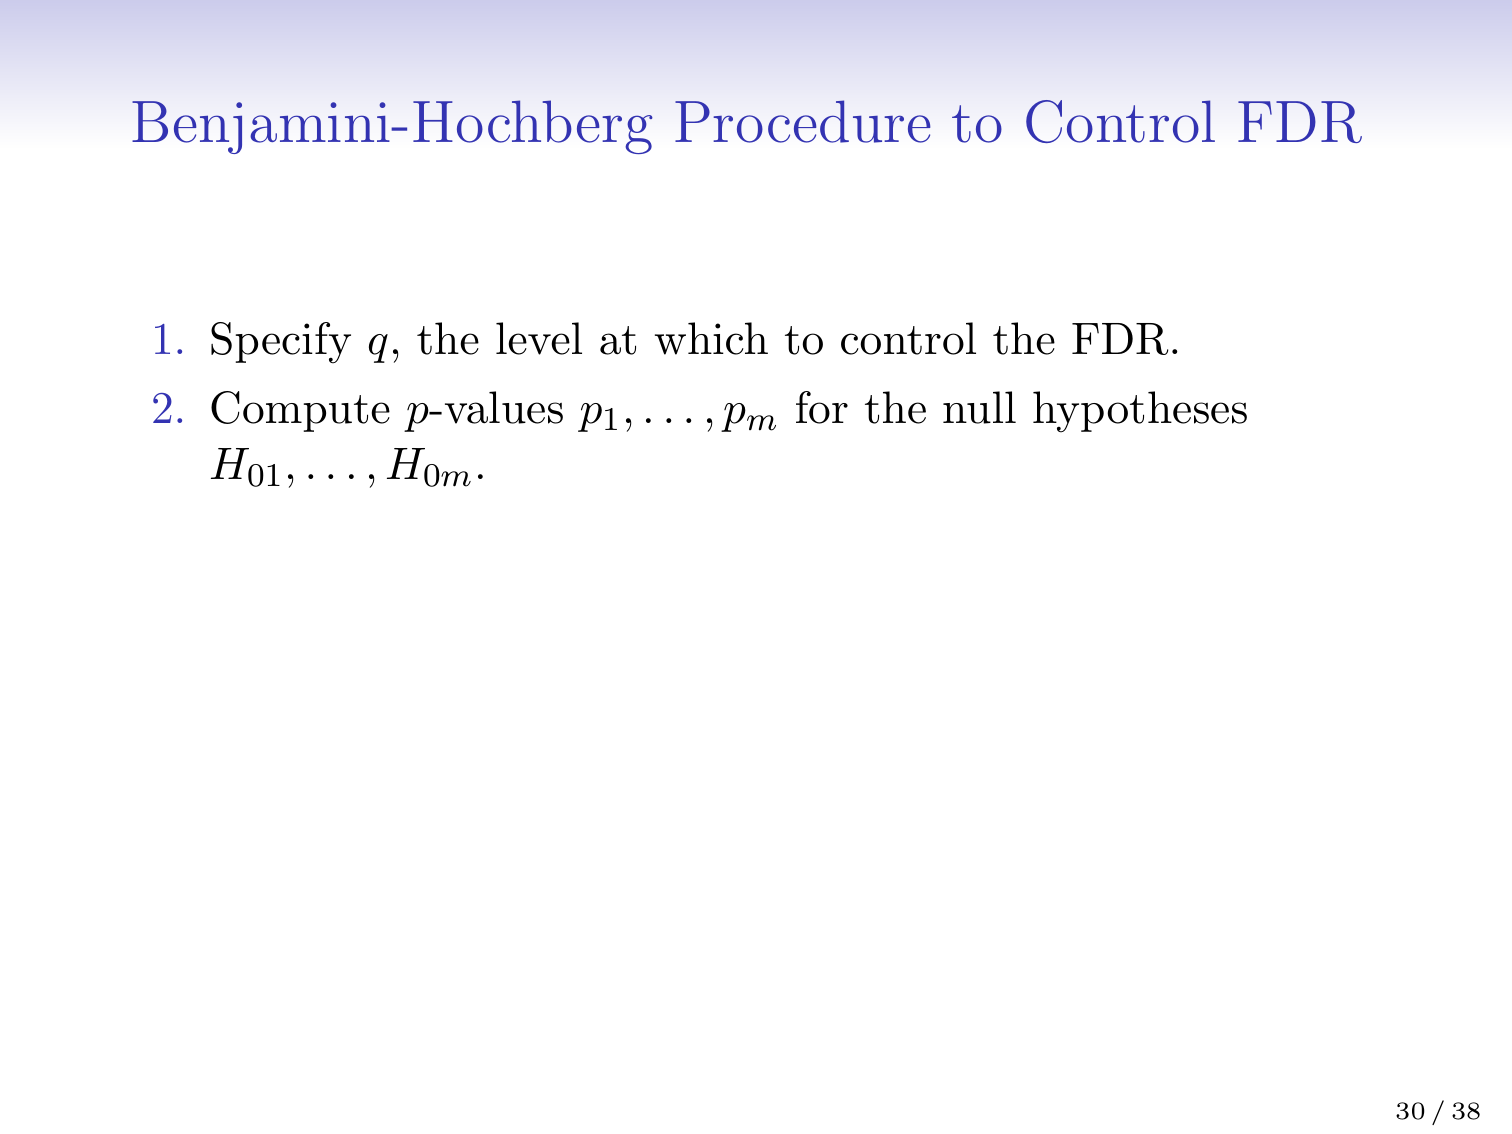 Benjamini-Hochberg Procedure to Control FDR
1. Specify q, the level at which to control the FDR.
2. Compute p-values p₁, . . . , pₘ for the null hypotheses
H₀₁, . . . , H₀ₘ.
30 / 38